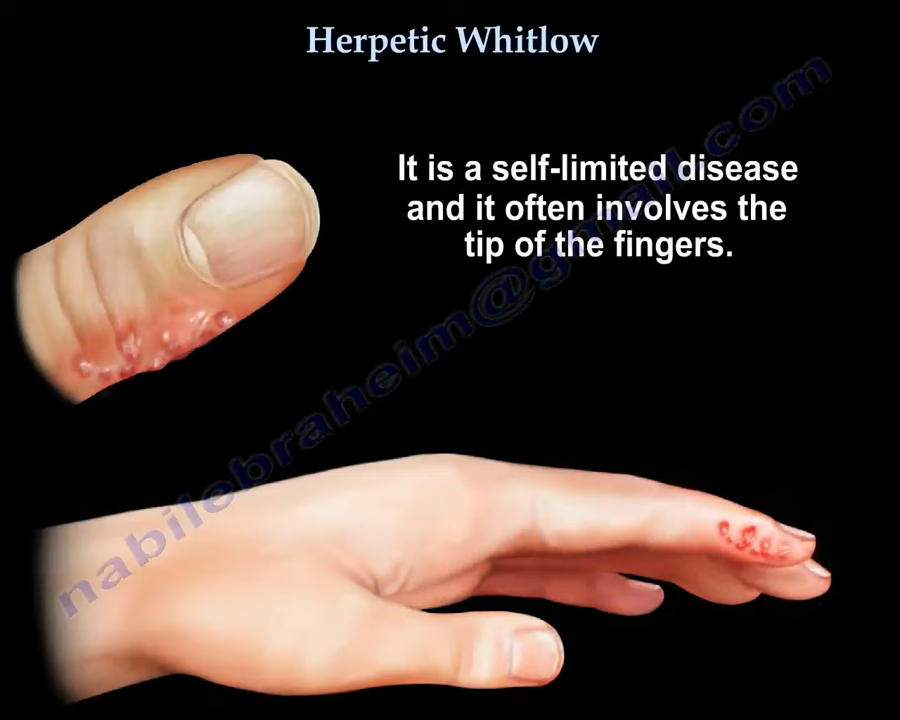 Herpetic Whitlow
It is a self-limited disease
and it often involves the
tip of the fingers.
nabilebraheim@gmail.com